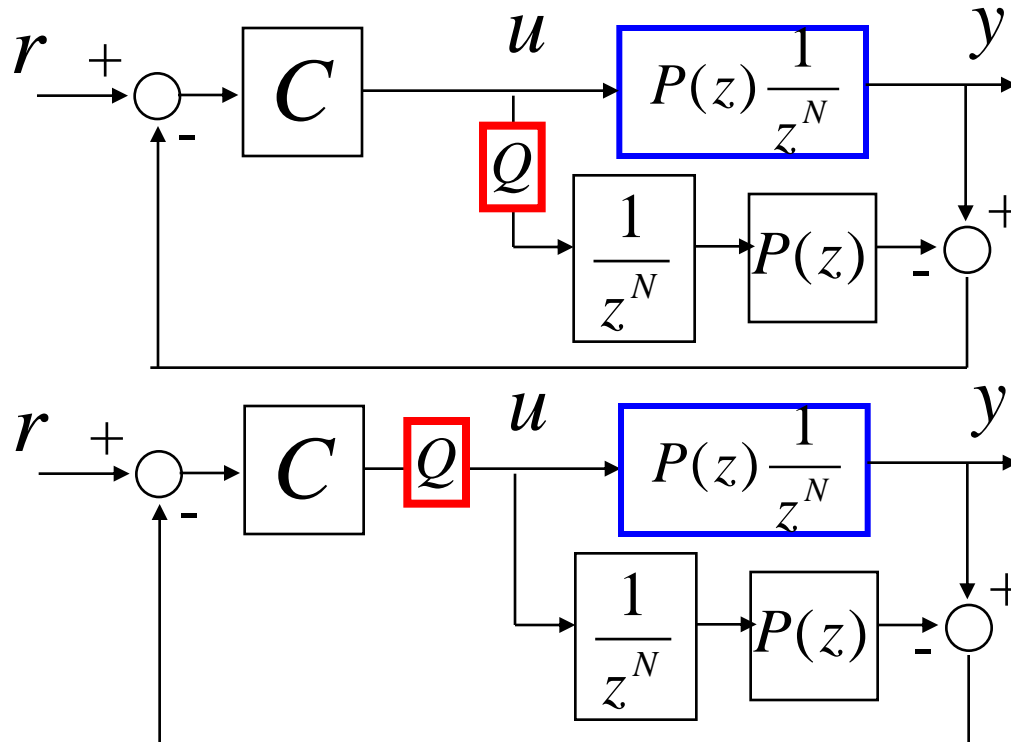 r + C u P(z) 1/z^N y
- Q
1/z^N P(z) - +
r + C Q u P(z) 1/z^N y
-
1/z^N P(z) - +